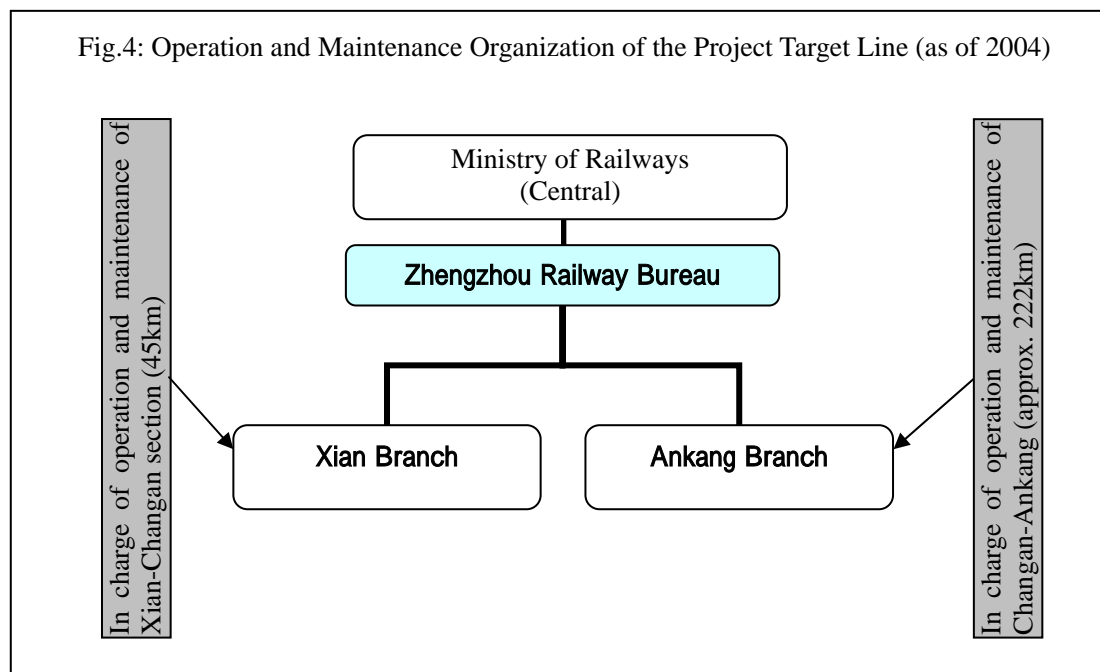 Fig.4: Operation and Maintenance Organization of the Project Target Line (as of 2004)
In charge of operation and maintenance of
Xian-Changan section (45km)
Ministry of Railways
(Central)
Zhengzhou Railway Bureau
Xian Branch
Ankang Branch
In charge of operation and maintenance of
Changan-Ankang (approx. 222km)